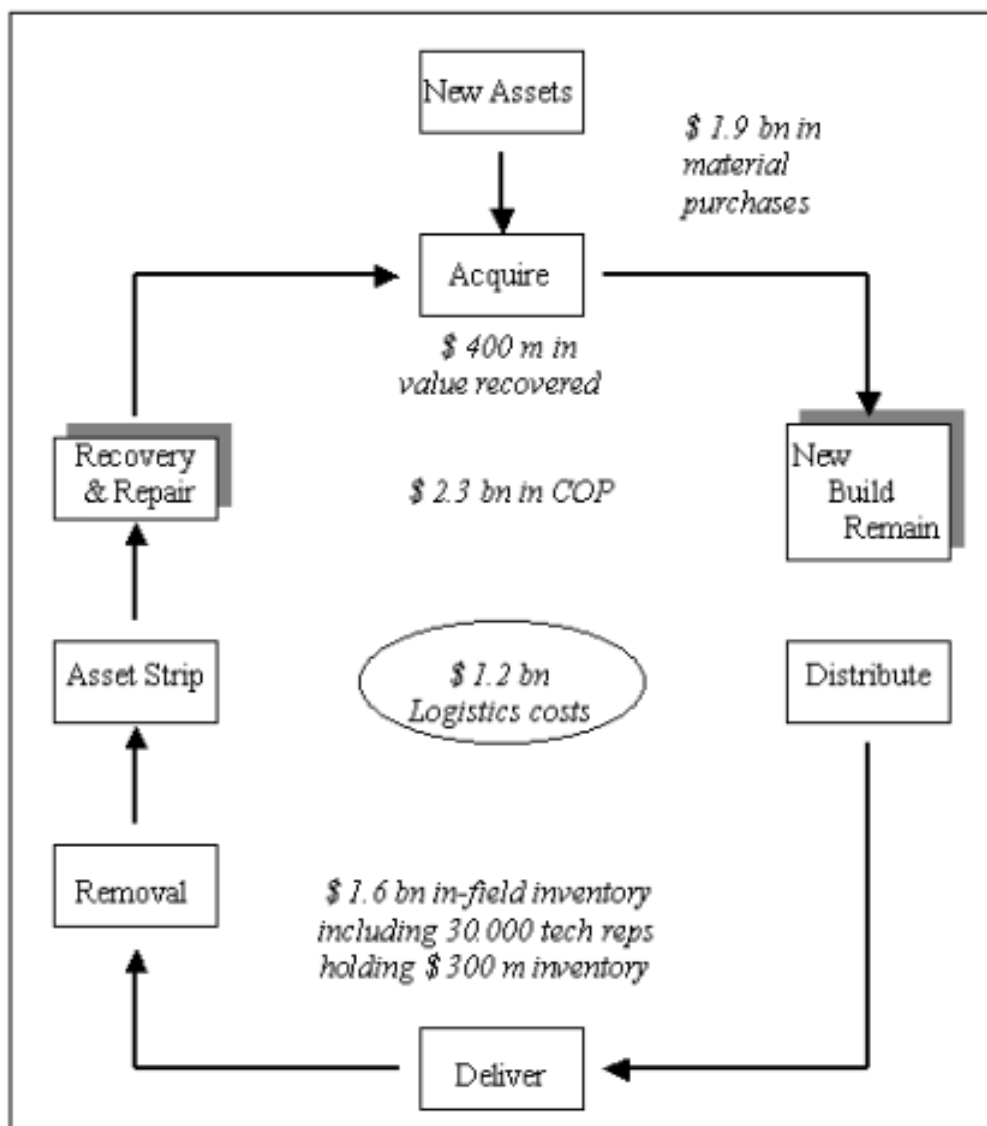 New Assets
$ 1.9 bn in
material
purchases
Acquire
$ 400 m in
value recovered
Recovery
& Repair
$ 2.3 bn in COP
New
Build
Remain
Asset Strip
$ 1.2 bn
Logistics costs
Distribute
Removal
$ 1.6 bn in-field inventory
including 30.000 tech reps
holding $ 300 m inventory
Deliver